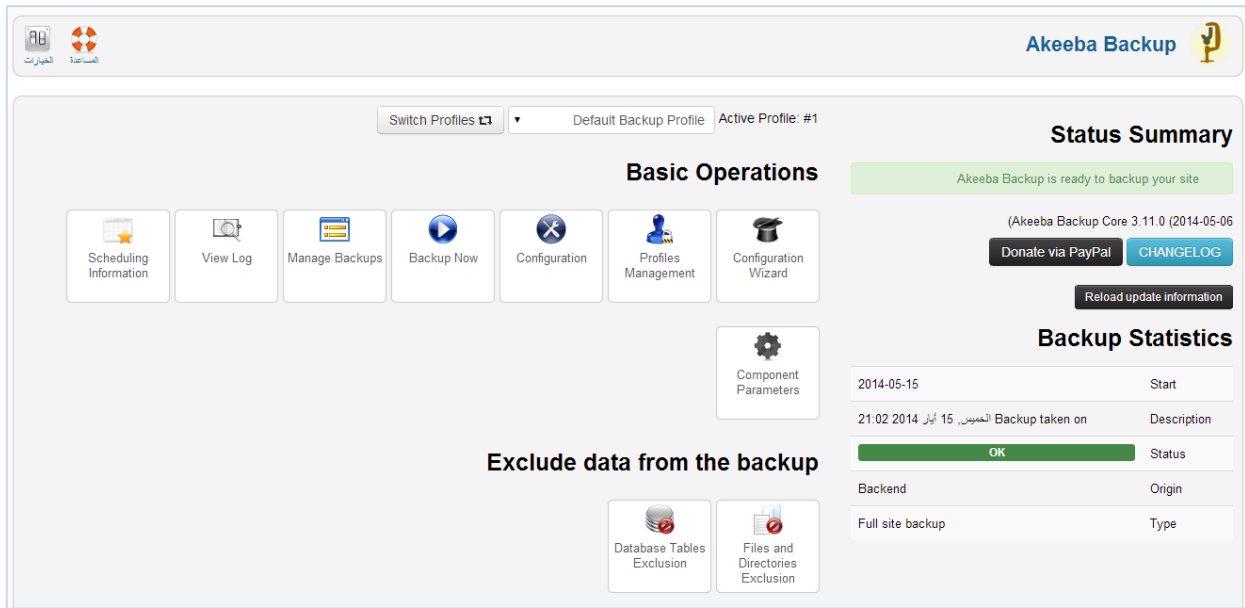 Akeeba Backup
المساعدة
الخيارات
Active Profile: #1
Default Backup Profile
Switch Profiles
Status Summary
Akeeba Backup is ready to backup your site
(Akeeba Backup Core 3.11.0 (2014-05-06
Donate via PayPal
CHANGELOG
Reload update information
Backup Statistics
Start
2014-05-15
Description
Backup taken on الخميس, 15 أيار 2014 21:02
Status
OK
Origin
Backend
Type
Full site backup
Basic Operations
Configuration
Wizard
Profiles
Management
Configuration
Backup Now
Manage Backups
View Log
Scheduling
Information
Component
Parameters
Exclude data from the backup
Files and
Directories
Exclusion
Database Tables
Exclusion